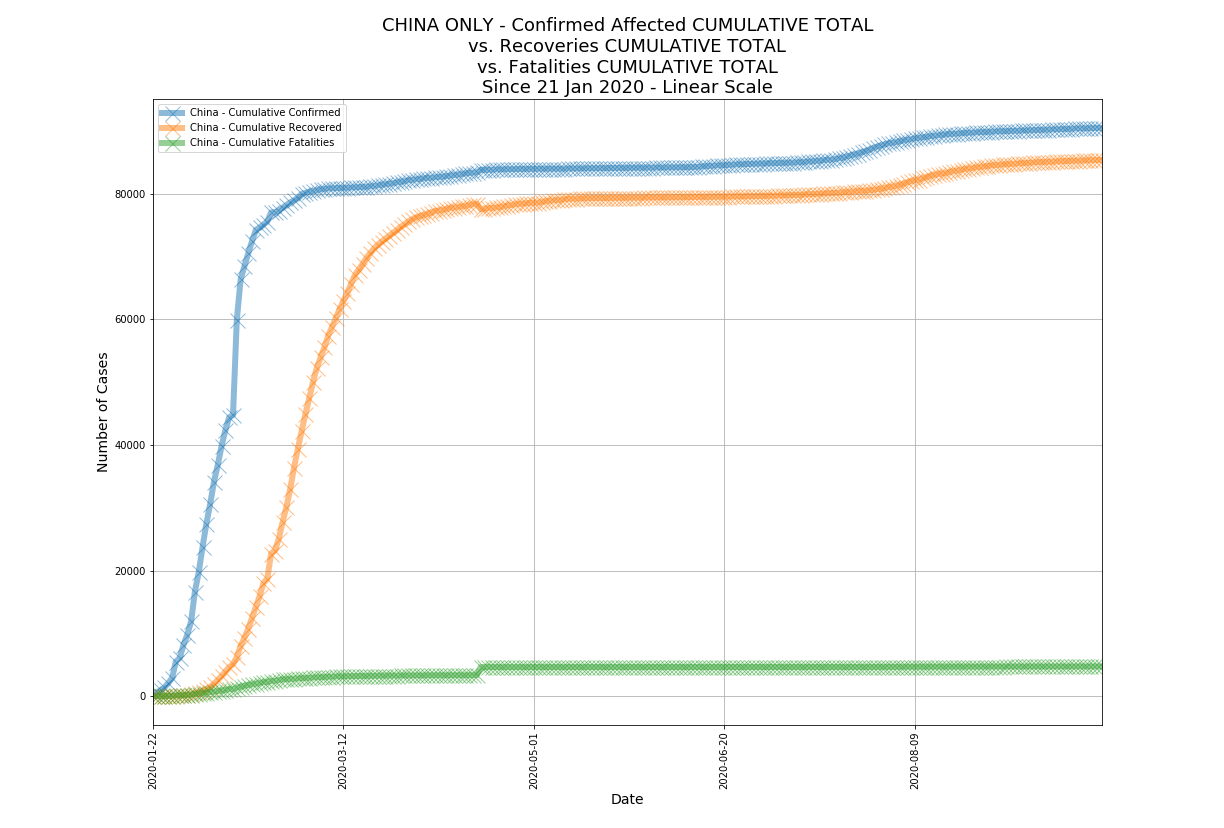 CHINA ONLY - Confirmed Affected CUMULATIVE TOTAL
vs. Recoveries CUMULATIVE TOTAL
vs. Fatalities CUMULATIVE TOTAL
Since 21 Jan 2020 - Linear Scale
China - Cumulative Confirmed
China - Cumulative Recovered
China - Cumulative Fatalities
Number of Cases
80000
60000
40000
20000
0
2020-01-22
2020-03-12
2020-05-01
2020-06-20
2020-08-09
Date